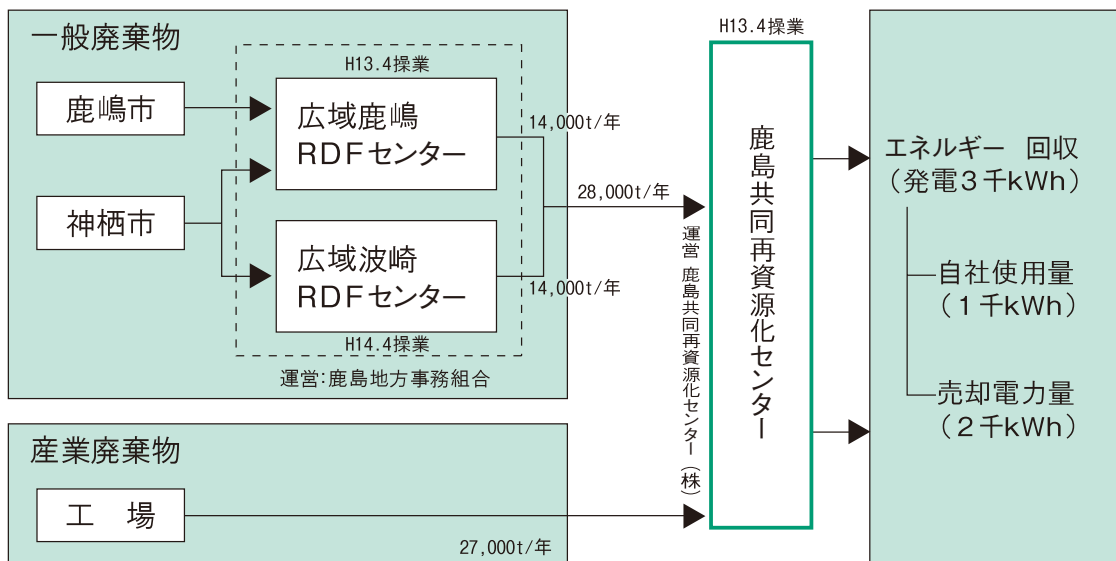 一般廃棄物
鹿嶋市
神栖市
H13.4操業
広域鹿嶋
RDFセンター
広域波崎
RDFセンター
H14.4操業
運営:鹿島地方事務組合
14,000t/年
14,000t/年
28,000t/年
産業廃棄物
工 場
27,000t/年
運営 鹿島共同再資源化センター(株)
H13.4操業
鹿島共同再資源化センター
エネルギー 回収
(発電3千kWh)
自社使用量
(1千kWh)
売却電力量
(2千kWh)